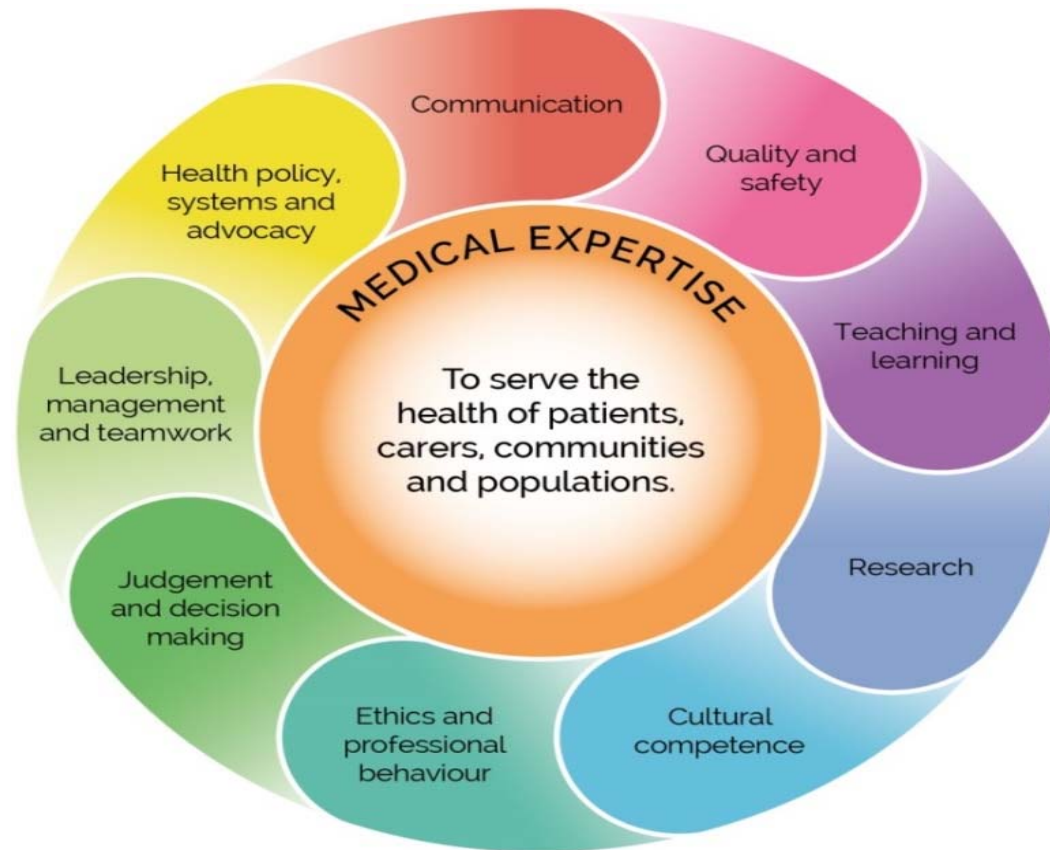 Communication
Quality and
safety
Teaching and
learning
Research
Cultural
competence
Ethics and
professional
behaviour
Judgement
and decision
making
Leadership,
management
and teamwork
Health policy,
systems and
advocacy
MEDICAL EXPERTISE
To serve the
health of patients,
carers, communities
and populations.